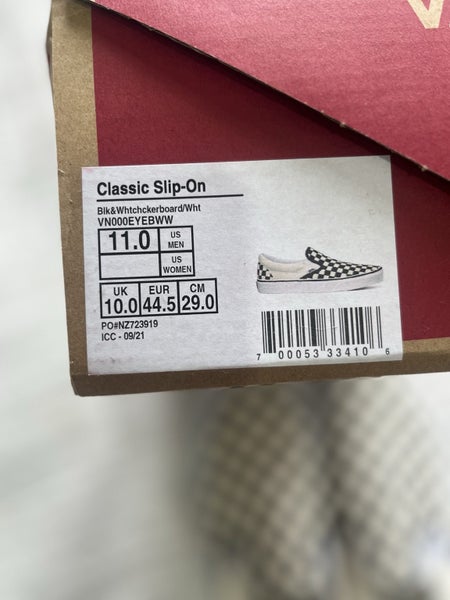 Classic Slip-On
Blk&Whtchckerboard/Wht
VN000EYEBWW
11.0 US MEN
US WOMEN
UK EUR CM
10.0 44.5 29.0
PO#NZ723919
ICC - 09/21
7 00053 33410 6